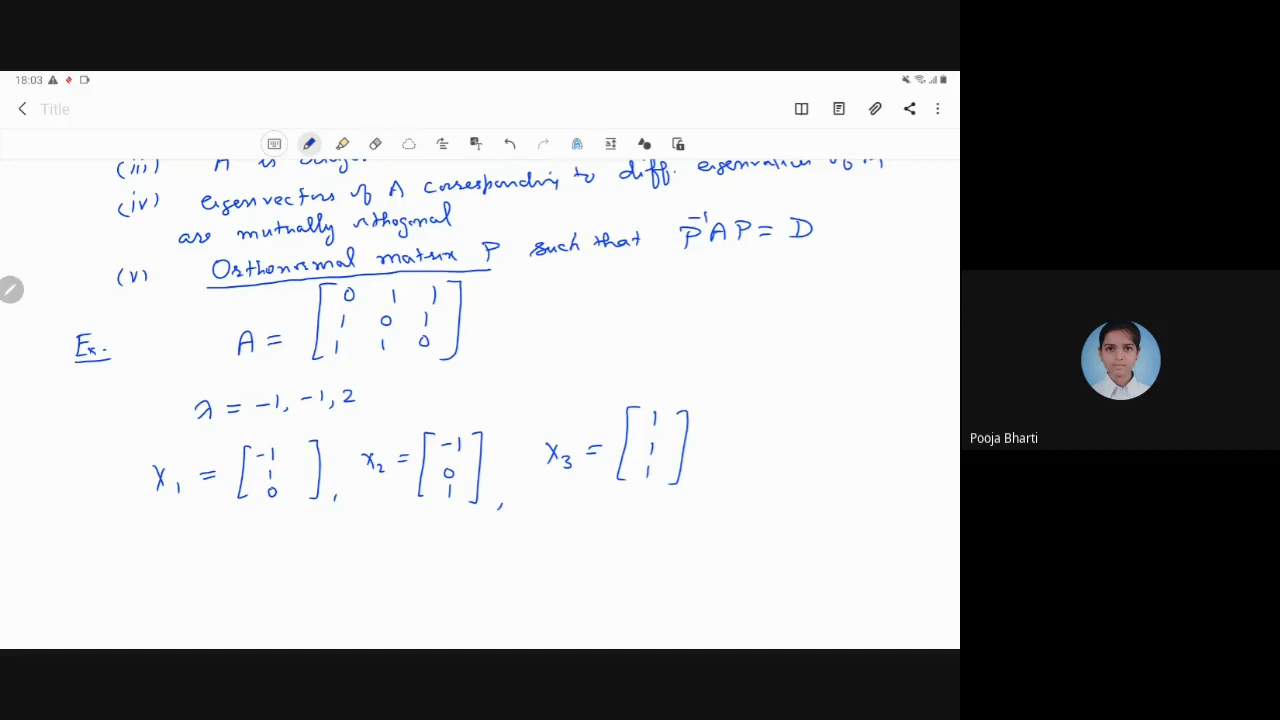 18:03
Title
(iii) A is
(iv) eigenvectors of A corresponding to diff. eigenvalues of
are mutually orthogonal
(v) Orthonormal matrix P such that P⁻¹AP = D
Ex. A = [0 1 1
1 0 1
1 1 0]
λ = -1, -1, 2
X₁ = [-1 1 0], X₂ = [-1 0 1], X₃ = [1 1 1]
Pooja Bharti